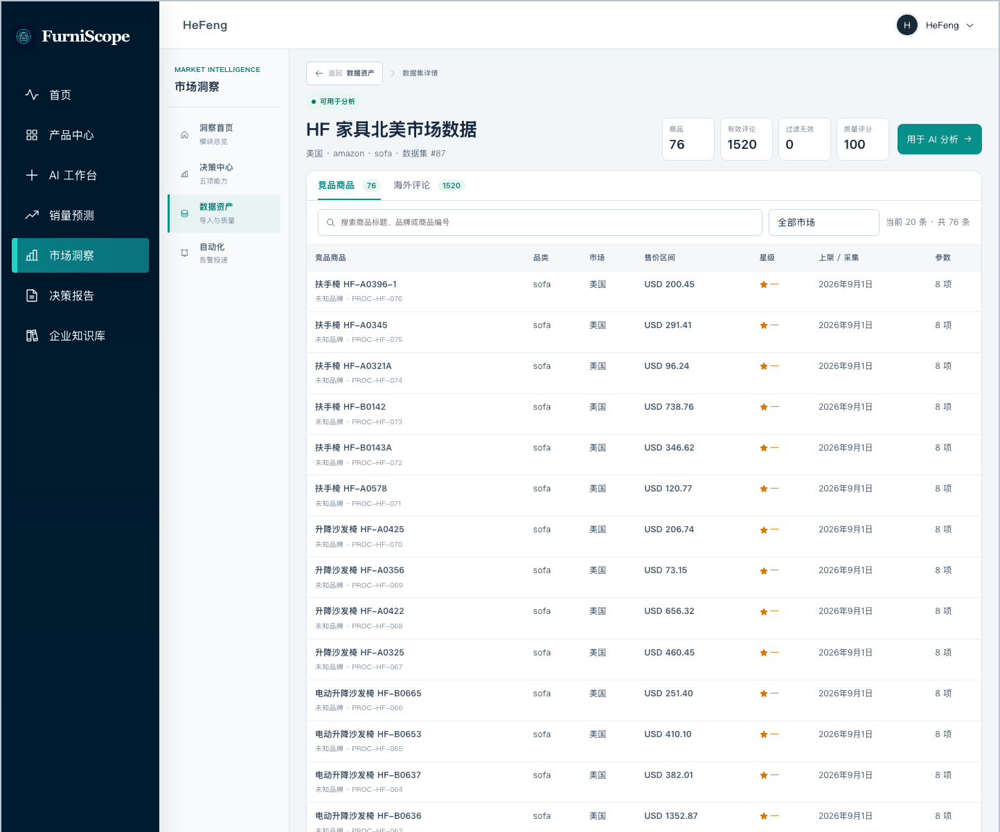 FurniScope
首页
产品中心
AI 工作台
销量预测
市场洞察
决策报告
企业知识库
HeFeng
H HeFeng
MARKET INTELLIGENCE
市场洞察
洞察首页
模块总览
决策中心
五项能力
数据资产
导入与质量
自动化
告警投递
返回 数据资产 数据集详情
可用于分析
HF 家具北美市场数据
美国 · amazon · sofa · 数据集 #87
商品
76
有效评论
1520
过滤无效
0
质量评分
100
用于 AI 分析 →
竞品商品 76 海外评论 1520
搜索商品标题、品牌或商品编号
全部市场
当前 20 条 · 共 76 条
竞品商品 品类 市场 售价区间 星级 上架 / 采集 参数
扶手椅 HF-A0396-1 sofa 美国 USD 200.45 ★ — 2026年9月1日 8 项
未知品牌 · PROC-HF-076
扶手椅 HF-A0345 sofa 美国 USD 291.41 ★ — 2026年9月1日 8 项
未知品牌 · PROC-HF-075
扶手椅 HF-A0321A sofa 美国 USD 96.24 ★ — 2026年9月1日 8 项
未知品牌 · PROC-HF-074
扶手椅 HF-B0142 sofa 美国 USD 738.76 ★ — 2026年9月1日 8 项
未知品牌 · PROC-HF-073
扶手椅 HF-B0143A sofa 美国 USD 346.62 ★ — 2026年9月1日 8 项
未知品牌 · PROC-HF-072
扶手椅 HF-A0578 sofa 美国 USD 120.77 ★ — 2026年9月1日 8 项
未知品牌 · PROC-HF-071
升降沙发椅 HF-A0425 sofa 美国 USD 206.74 ★ — 2026年9月1日 8 项
未知品牌 · PROC-HF-070
升降沙发椅 HF-A0356 sofa 美国 USD 73.15 ★ — 2026年9月1日 8 项
未知品牌 · PROC-HF-069
升降沙发椅 HF-A0422 sofa 美国 USD 656.32 ★ — 2026年9月1日 8 项
未知品牌 · PROC-HF-068
升降沙发椅 HF-A0325 sofa 美国 USD 460.45 ★ — 2026年9月1日 8 项
未知品牌 · PROC-HF-067
电动升降沙发椅 HF-B0665 sofa 美国 USD 251.40 ★ — 2026年9月1日 8 项
未知品牌 · PROC-HF-066
电动升降沙发椅 HF-B0653 sofa 美国 USD 410.10 ★ — 2026年9月1日 8 项
未知品牌 · PROC-HF-065
电动升降沙发椅 HF-B0637 sofa 美国 USD 382.01 ★ — 2026年9月1日 8 项
未知品牌 · PROC-HF-064
电动升降沙发椅 HF-B0636 sofa 美国 USD 1352.87 ★ — 2026年9月1日 8 项
未知品牌 · PROC-HF-063